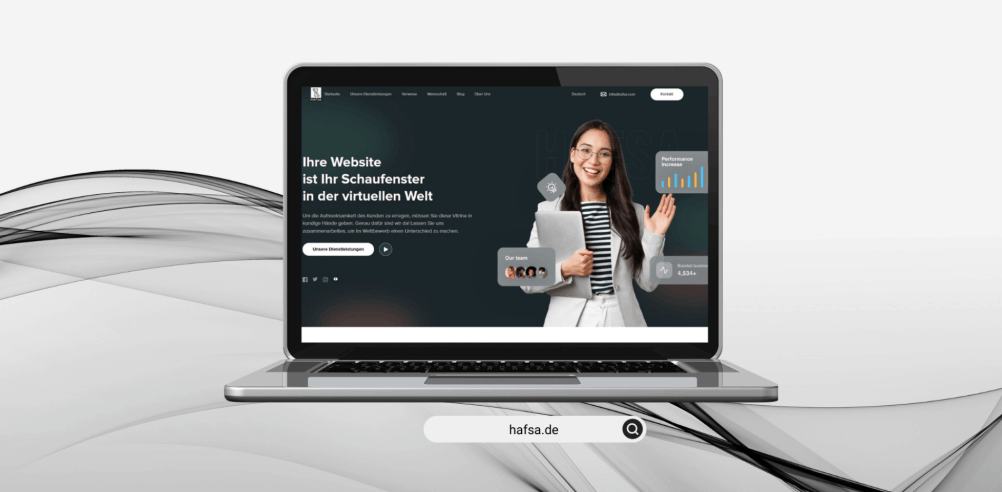 HAFSA
Startseite Unsere Dienstleistungen Verweise Mannschaft Blog Über Uns Deutsch info@hafsa.com Kontakt
Ihre Website
ist Ihr Schaufenster
in der virtuellen Welt
Um die Aufmerksamkeit des Kunden zu erregen, müssen Sie diese Vitrine in
kundige Hände geben. Genau dafür sind wir da! Lassen Sie uns
zusammenarbeiten, um im Wettbewerb einen Unterschied zu machen.
Unsere Dienstleistungen
Performance
Increase
Our team
4,534+
hafsa.de